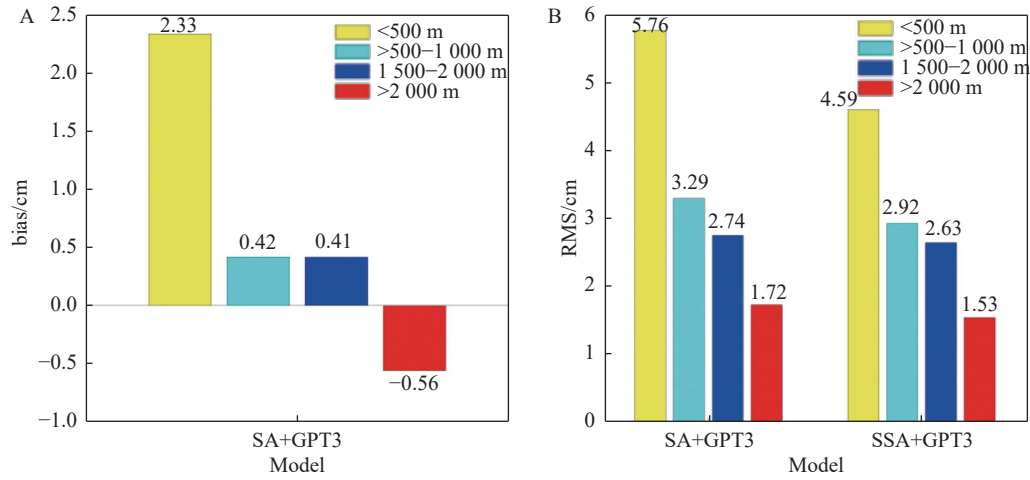 A
2.5
2.0
1.5
1.0
0.5
0.0
−0.5
−1.0
bias/cm
2.33
0.42
0.41
−0.56
<500 m
>500−1 000 m
1 500−2 000 m
>2 000 m
SA+GPT3
Model
B
6
5
4
3
2
1
0
RMS/cm
5.76
3.29
2.74
1.72
4.59
2.92
2.63
1.53
<500 m
>500−1 000 m
1 500−2 000 m
>2 000 m
SA+GPT3
SSA+GPT3
Model